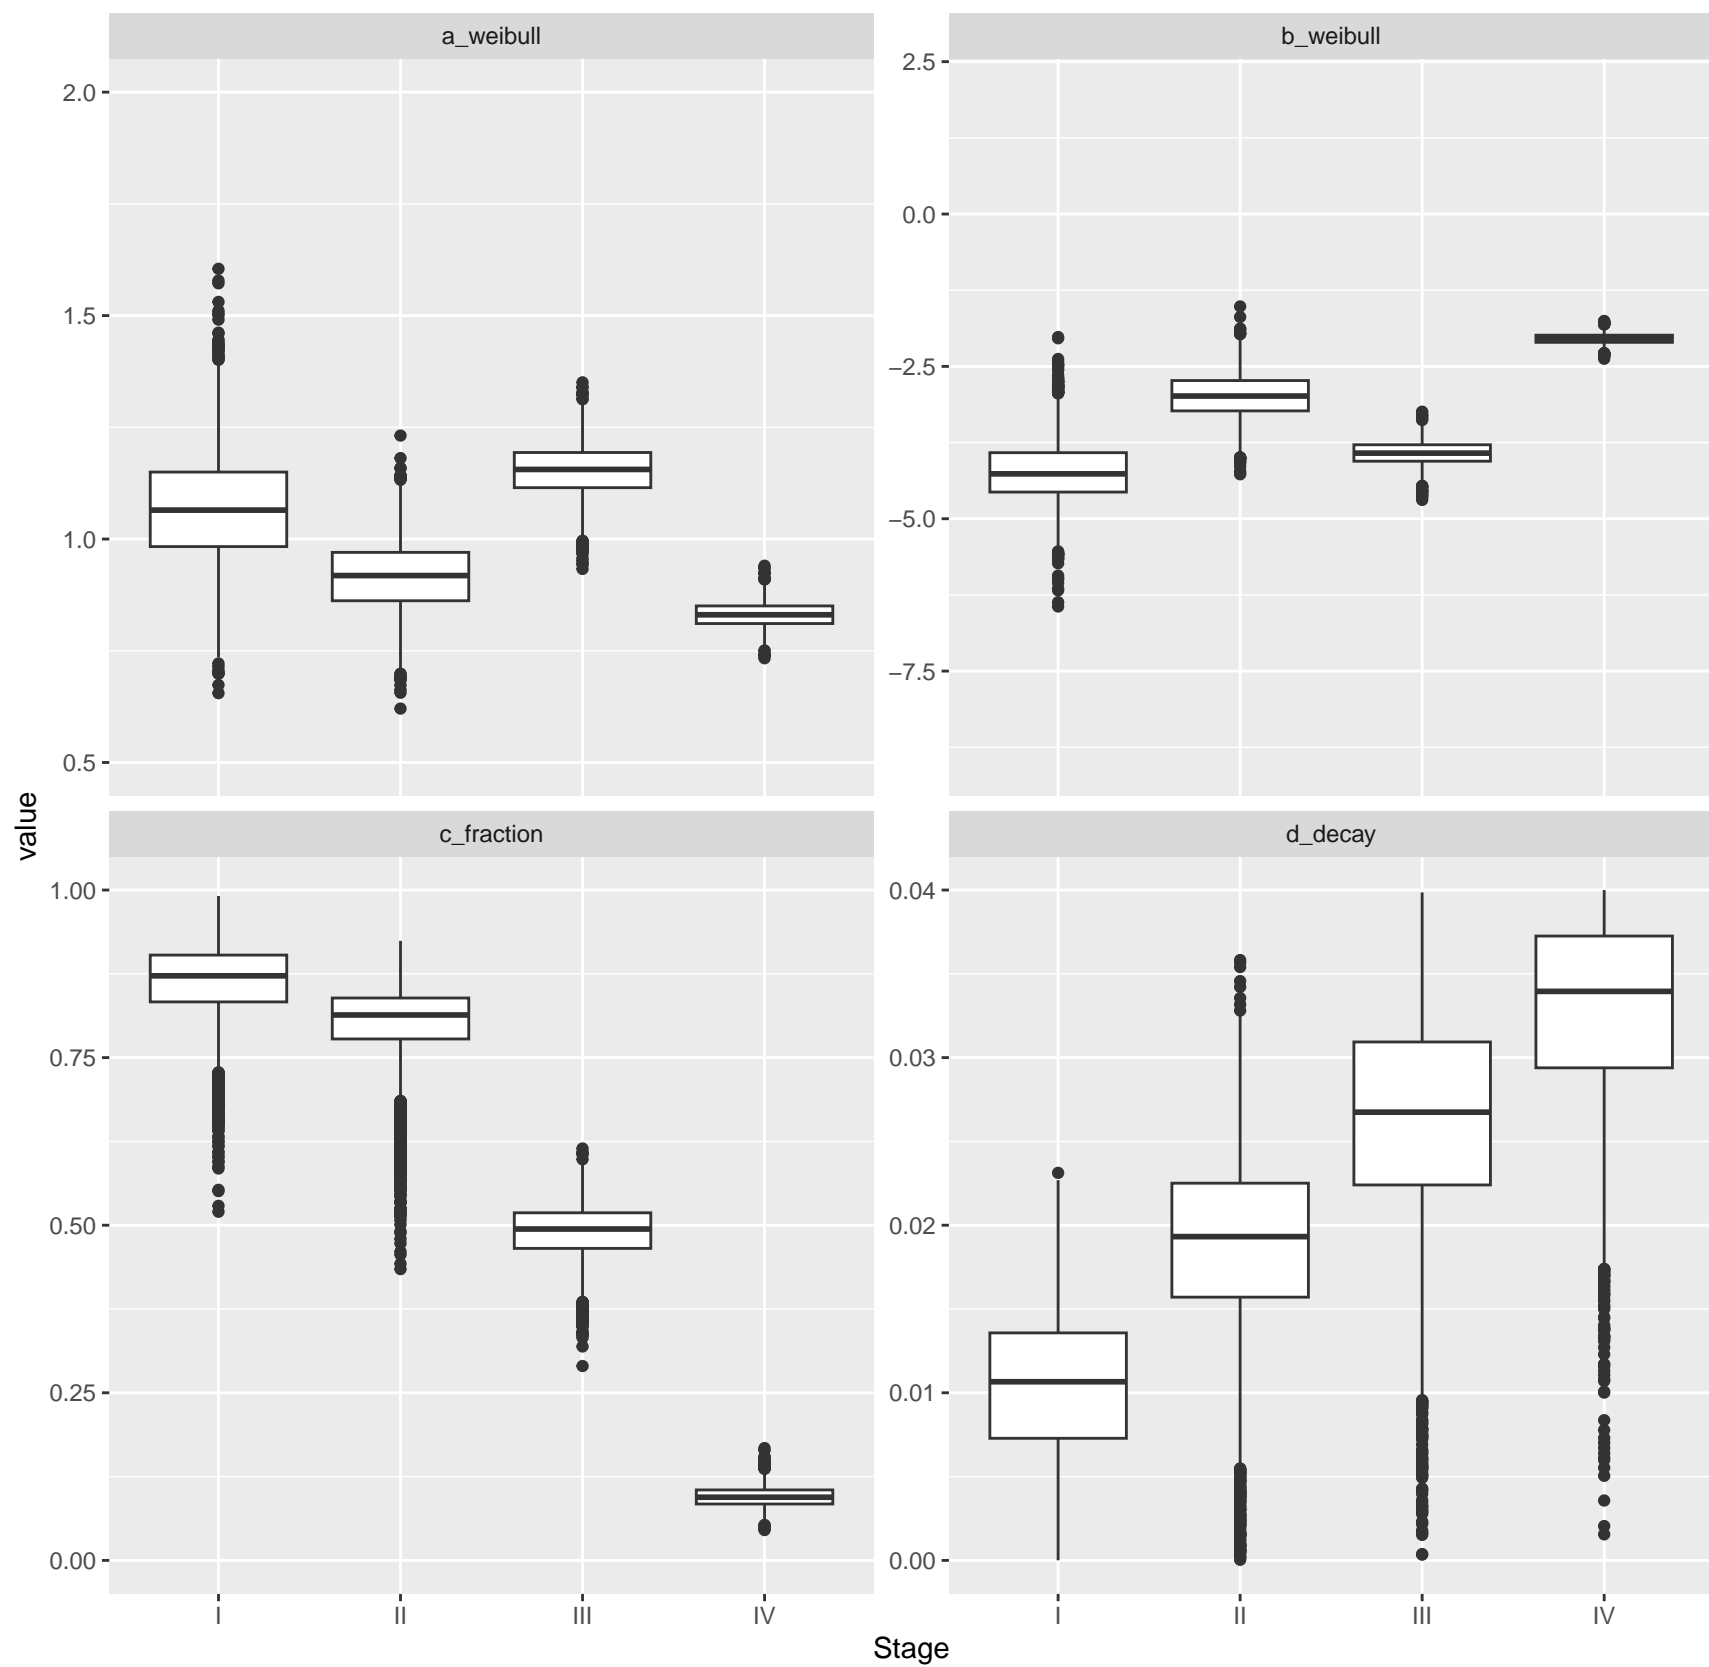 a_weibull
b_weibull
2.0
1.5
1.0
0.5
2.5
0.0
−2.5
−5.0
−7.5
value
c_fraction
d_decay
1.00
0.75
0.50
0.25
0.00
0.04
0.03
0.02
0.01
0.00
I II III IV
I II III IV
Stage